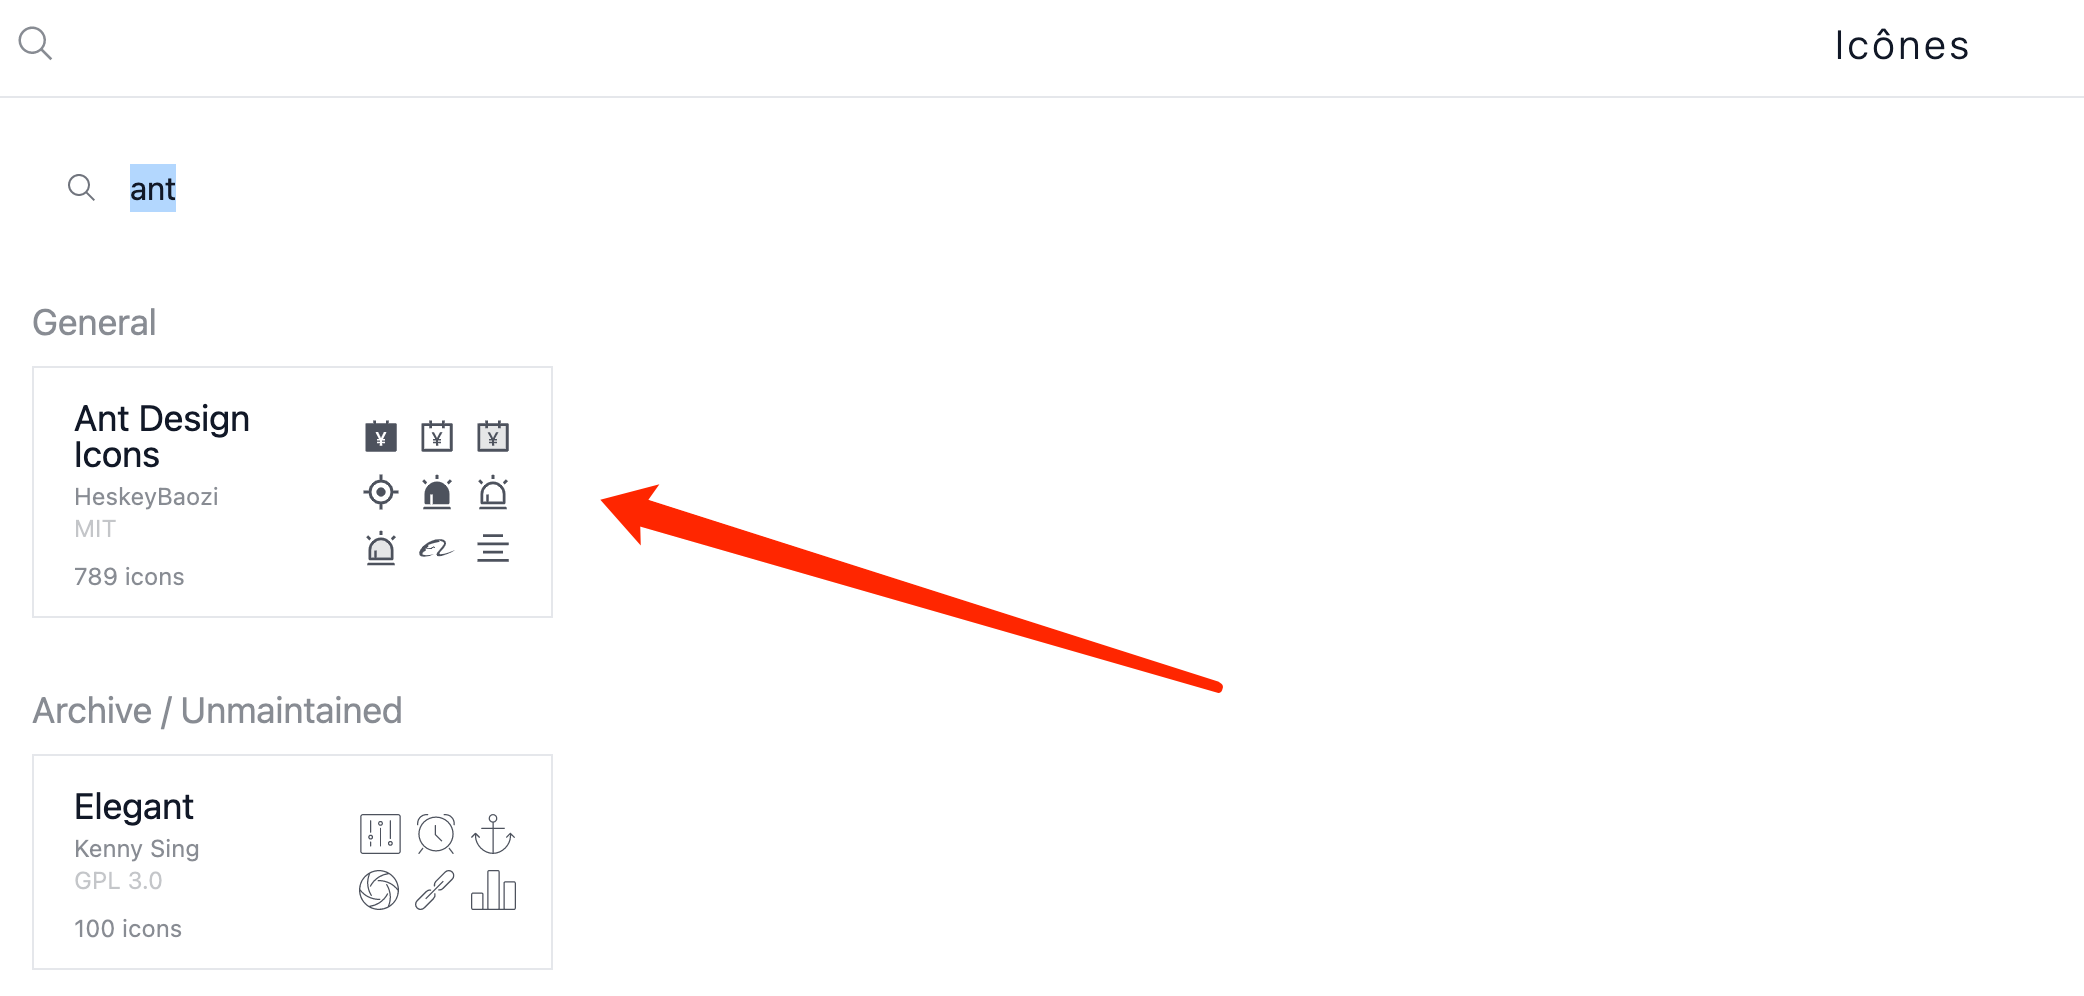 Icônes
ant
General
Ant Design
Icons
HeskeyBaozi
MIT
789 icons
Archive / Unmaintained
Elegant
Kenny Sing
GPL 3.0
100 icons